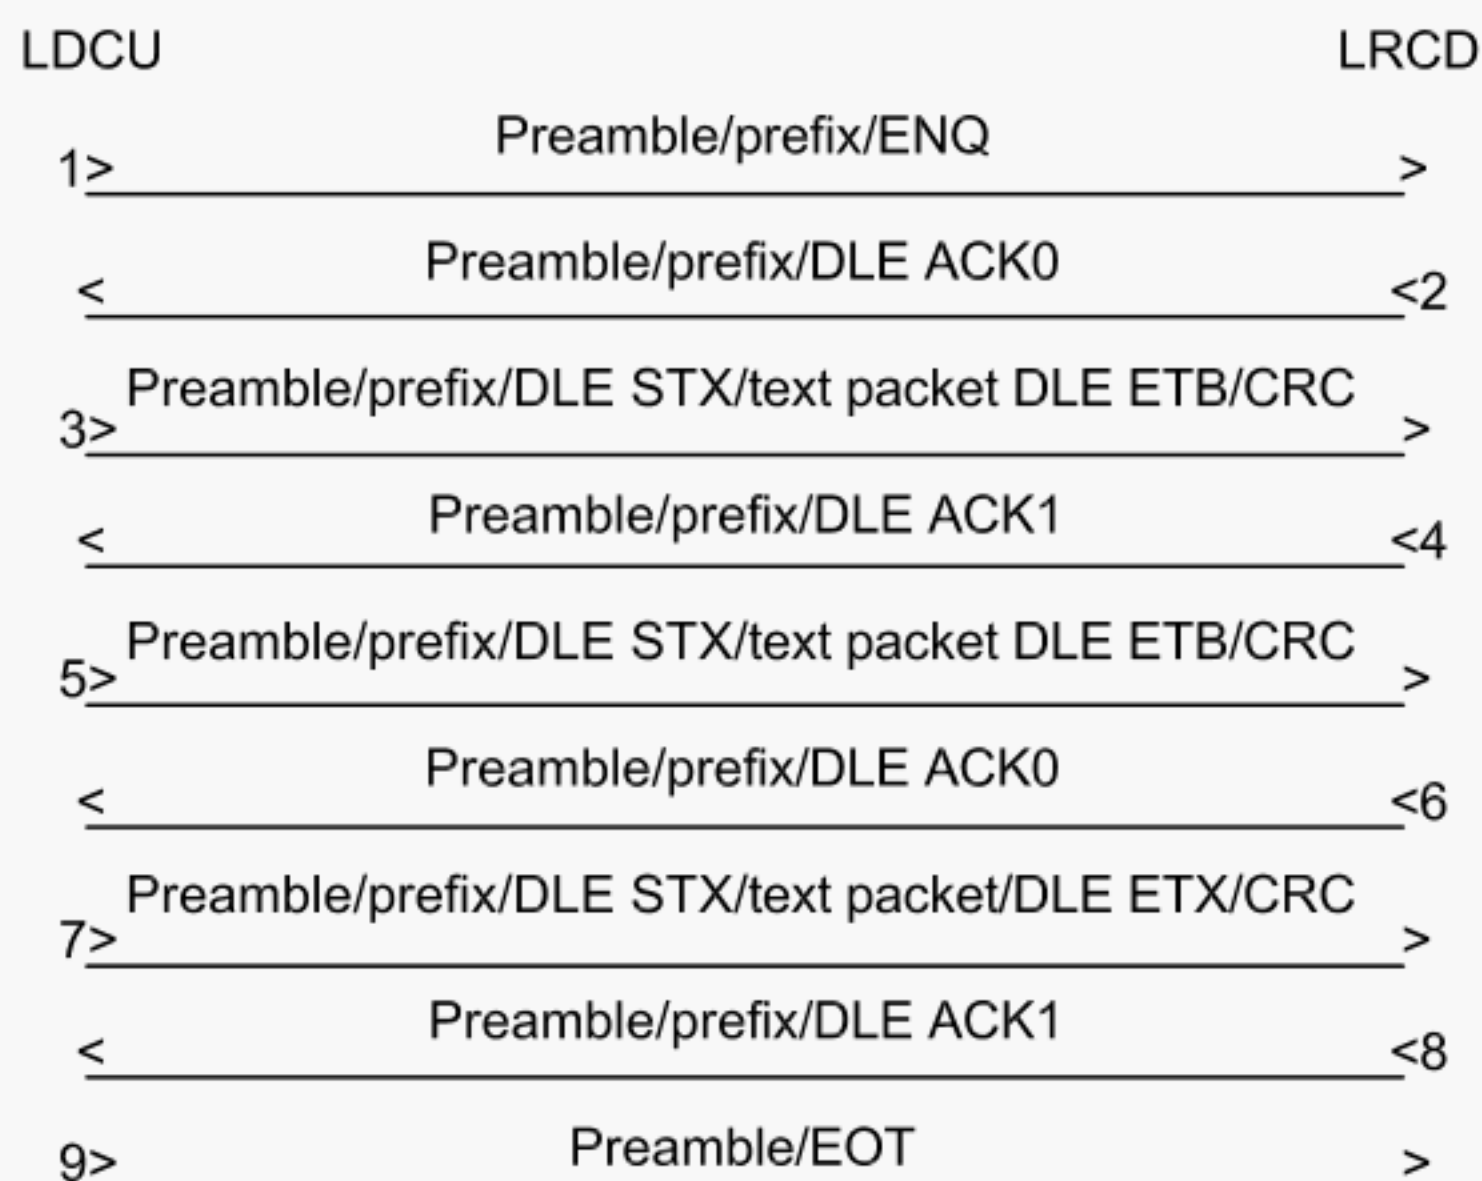 LDCU LRCD
Preamble/prefix/ENQ
1> >
Preamble/prefix/DLE ACK0
< <2
Preamble/prefix/DLE STX/text packet DLE ETB/CRC
3> >
Preamble/prefix/DLE ACK1
< <4
Preamble/prefix/DLE STX/text packet DLE ETB/CRC
5> >
Preamble/prefix/DLE ACK0
< <6
Preamble/prefix/DLE STX/text packet/DLE ETX/CRC
7> >
Preamble/prefix/DLE ACK1
< <8
Preamble/EOT
9> >